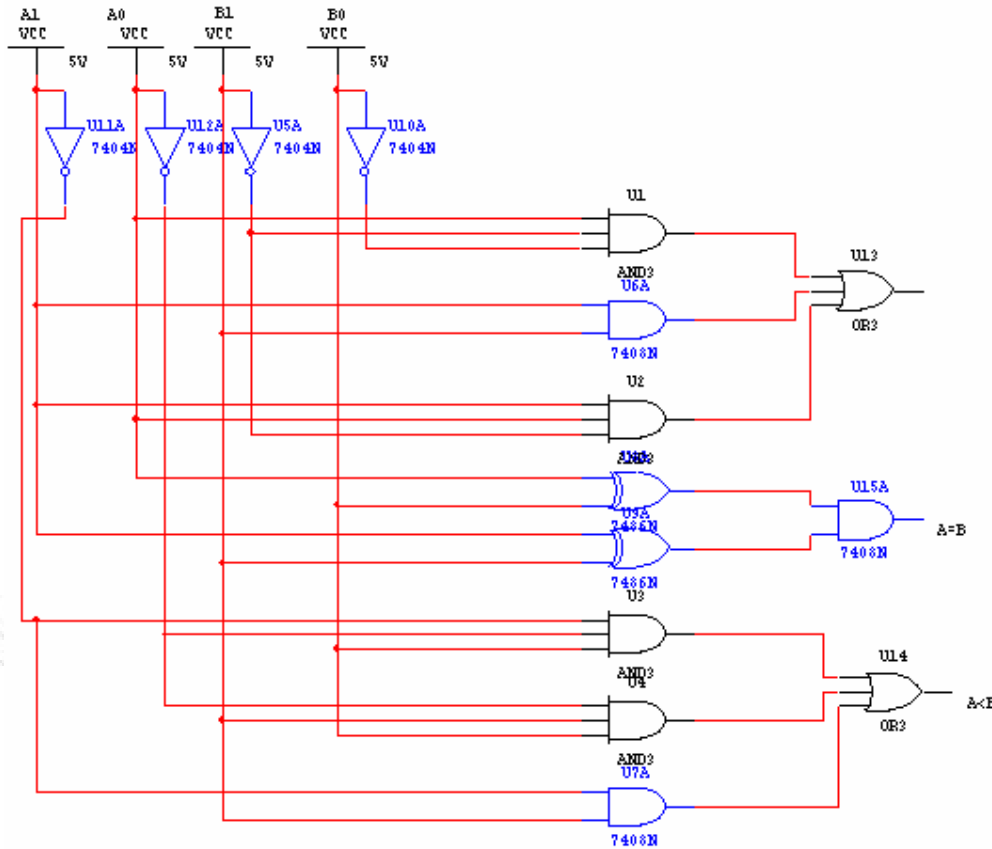 A1 A0 B1 B0
VCC VCC VCC VCC
5V 5V 5V 5V
U11A U12A U5A U10A
7404N 7404N 7404N 7404N
U1
AND3
U13
OR3
U6A
7408N
U2
AND3
U9A
7486N
7486N
U15A
7408N
A=B
U3
AND3
U4
AND3
U14
OR3
A<B
U7A
7408N